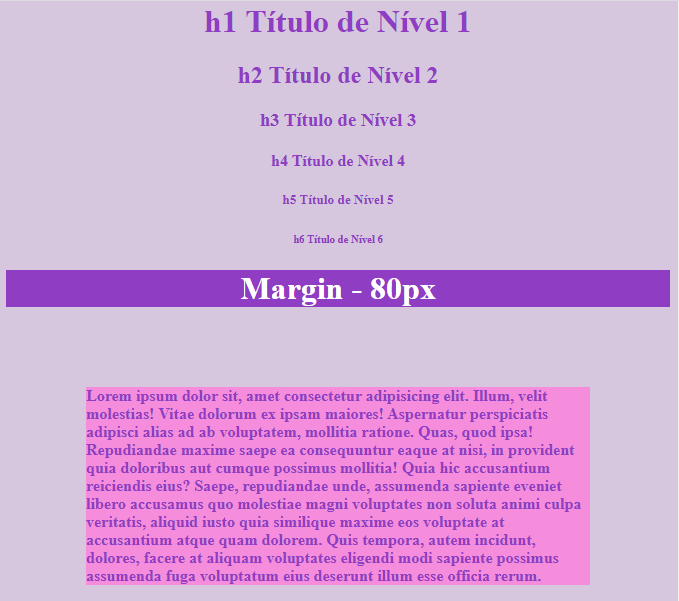 h1 Título de Nível 1
h2 Título de Nível 2
h3 Título de Nível 3
h4 Título de Nível 4
h5 Título de Nível 5
h6 Título de Nível 6
Margin - 80px
Lorem ipsum dolor sit, amet consectetur adipisicing elit. Illum, velit
molestias! Vitae dolorum ex ipsam maiores! Aspernatur perspiciatis
adipisci alias ad ab voluptatem, mollitia ratione. Quas, quod ipsa!
Repudiandae maxime saepe ea consequuntur eaque at nisi, in provident
quia doloribus aut cumque possimus mollitia! Quia hic accusantium
reiciendis eius? Saepe, repudiandae unde, assumenda sapiente eveniet
libero accusamus quo molestiae magni voluptates non soluta animi culpa
veritatis, aliquid iusto quia similique maxime eos voluptate at
accusantium atque quam dolorem. Quis tempora, autem incidunt,
dolores, facere at aliquam voluptates eligendi modi sapiente possimus
assumenda fuga voluptatum eius deserunt illum esse officia rerum.